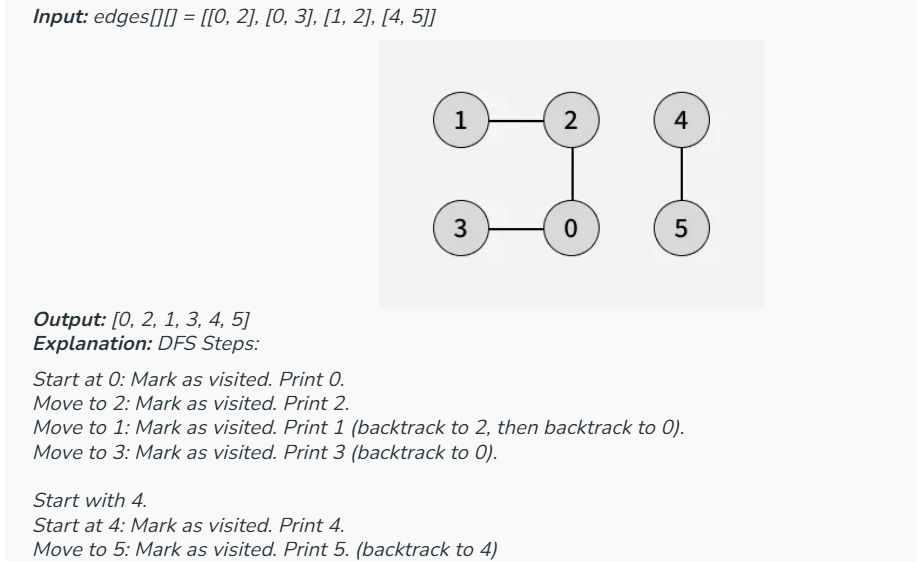 Input: edges[][] = [[0, 2], [0, 3], [1, 2], [4, 5]]
1 2 4
3 0 5
Output: [0, 2, 1, 3, 4, 5]
Explanation: DFS Steps:
Start at 0: Mark as visited. Print 0.
Move to 2: Mark as visited. Print 2.
Move to 1: Mark as visited. Print 1 (backtrack to 2, then backtrack to 0).
Move to 3: Mark as visited. Print 3 (backtrack to 0).
Start with 4.
Start at 4: Mark as visited. Print 4.
Move to 5: Mark as visited. Print 5. (backtrack to 4)